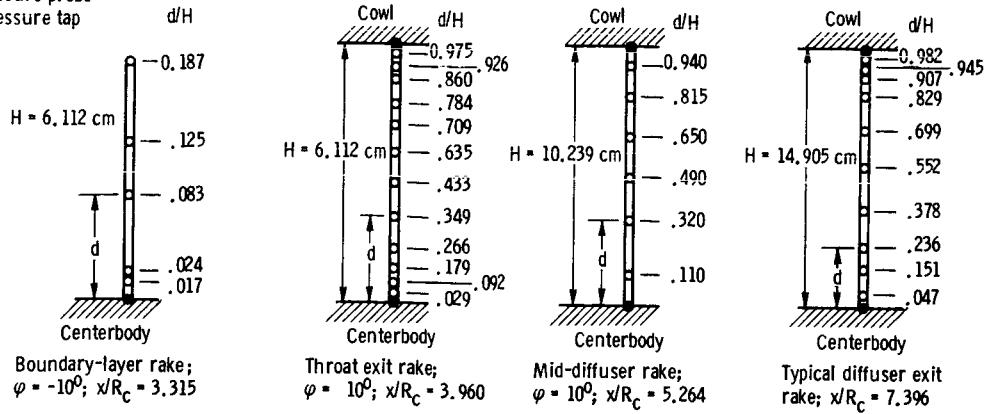 essure tap
d/H
0.187
.125
.083
.024
.017
H = 6.112 cm
d
Centerbody
Boundary-layer rake;
φ = -10⁰; x/R_C = 3.315
Cowl
d/H
0.975
.926
.860
.784
.709
.635
.433
.349
.266
.179
.092
.029
H = 6.112 cm
d
Centerbody
Throat exit rake;
φ = 10⁰; x/R_C = 3.960
Cowl
d/H
0.940
.815
.650
.490
.320
.110
H = 10.239 cm
d
Centerbody
Mid-diffuser rake;
φ = 10⁰; x/R_C = 5.264
Cowl
d/H
0.982
.945
.907
.829
.699
.552
.378
.236
.151
.047
H = 14.905 cm
d
Centerbody
Typical diffuser exit
rake; x/R_C = 7.396